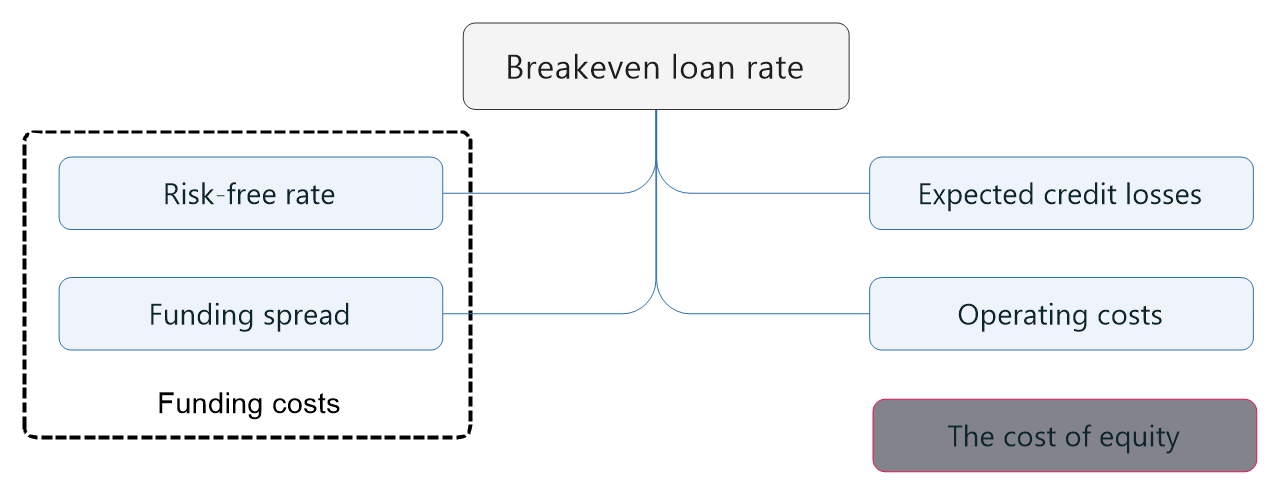 Breakeven loan rate
Risk-free rate
Expected credit losses
Funding spread
Operating costs
Funding costs
The cost of equity